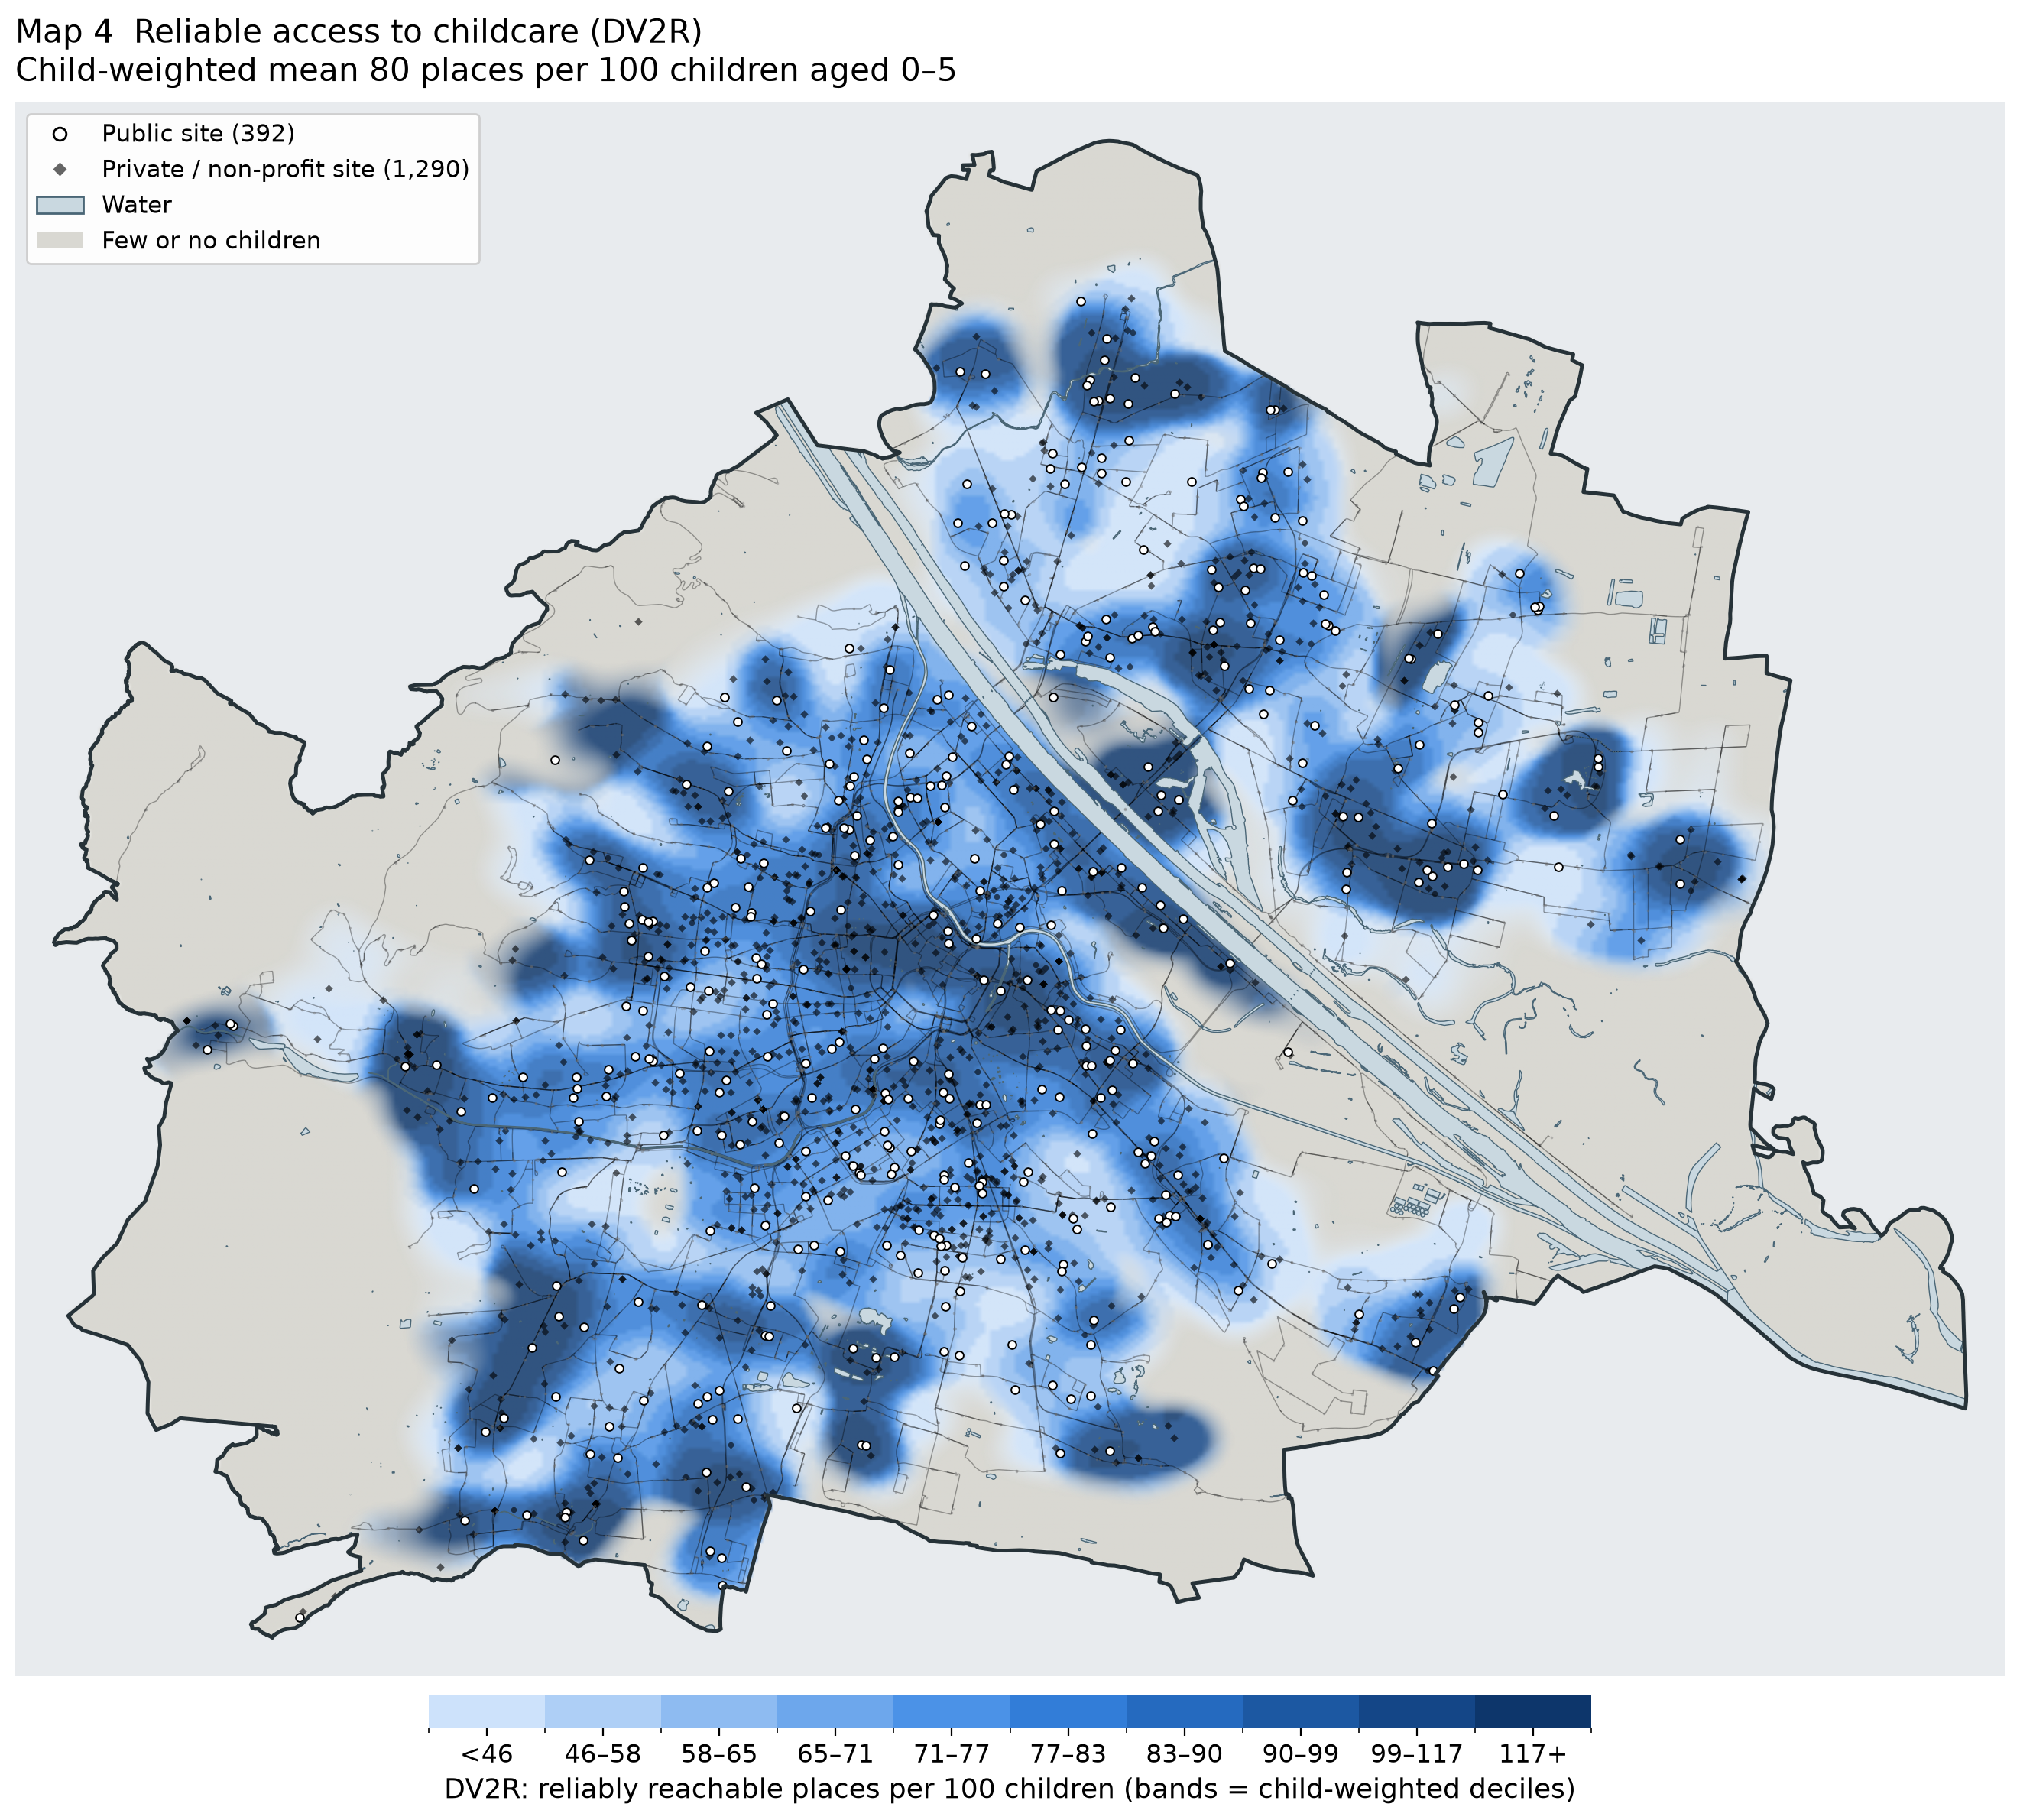 Map 4  Reliable access to childcare (DV2R)
Child-weighted mean 80 places per 100 children aged 0–5
Public site (392)
Private / non-profit site (1,290)
Water
Few or no children
<46 46–58 58–65 65–71 71–77 77–83 83–90 90–99 99–117 117+
DV2R: reliably reachable places per 100 children (bands = child-weighted deciles)